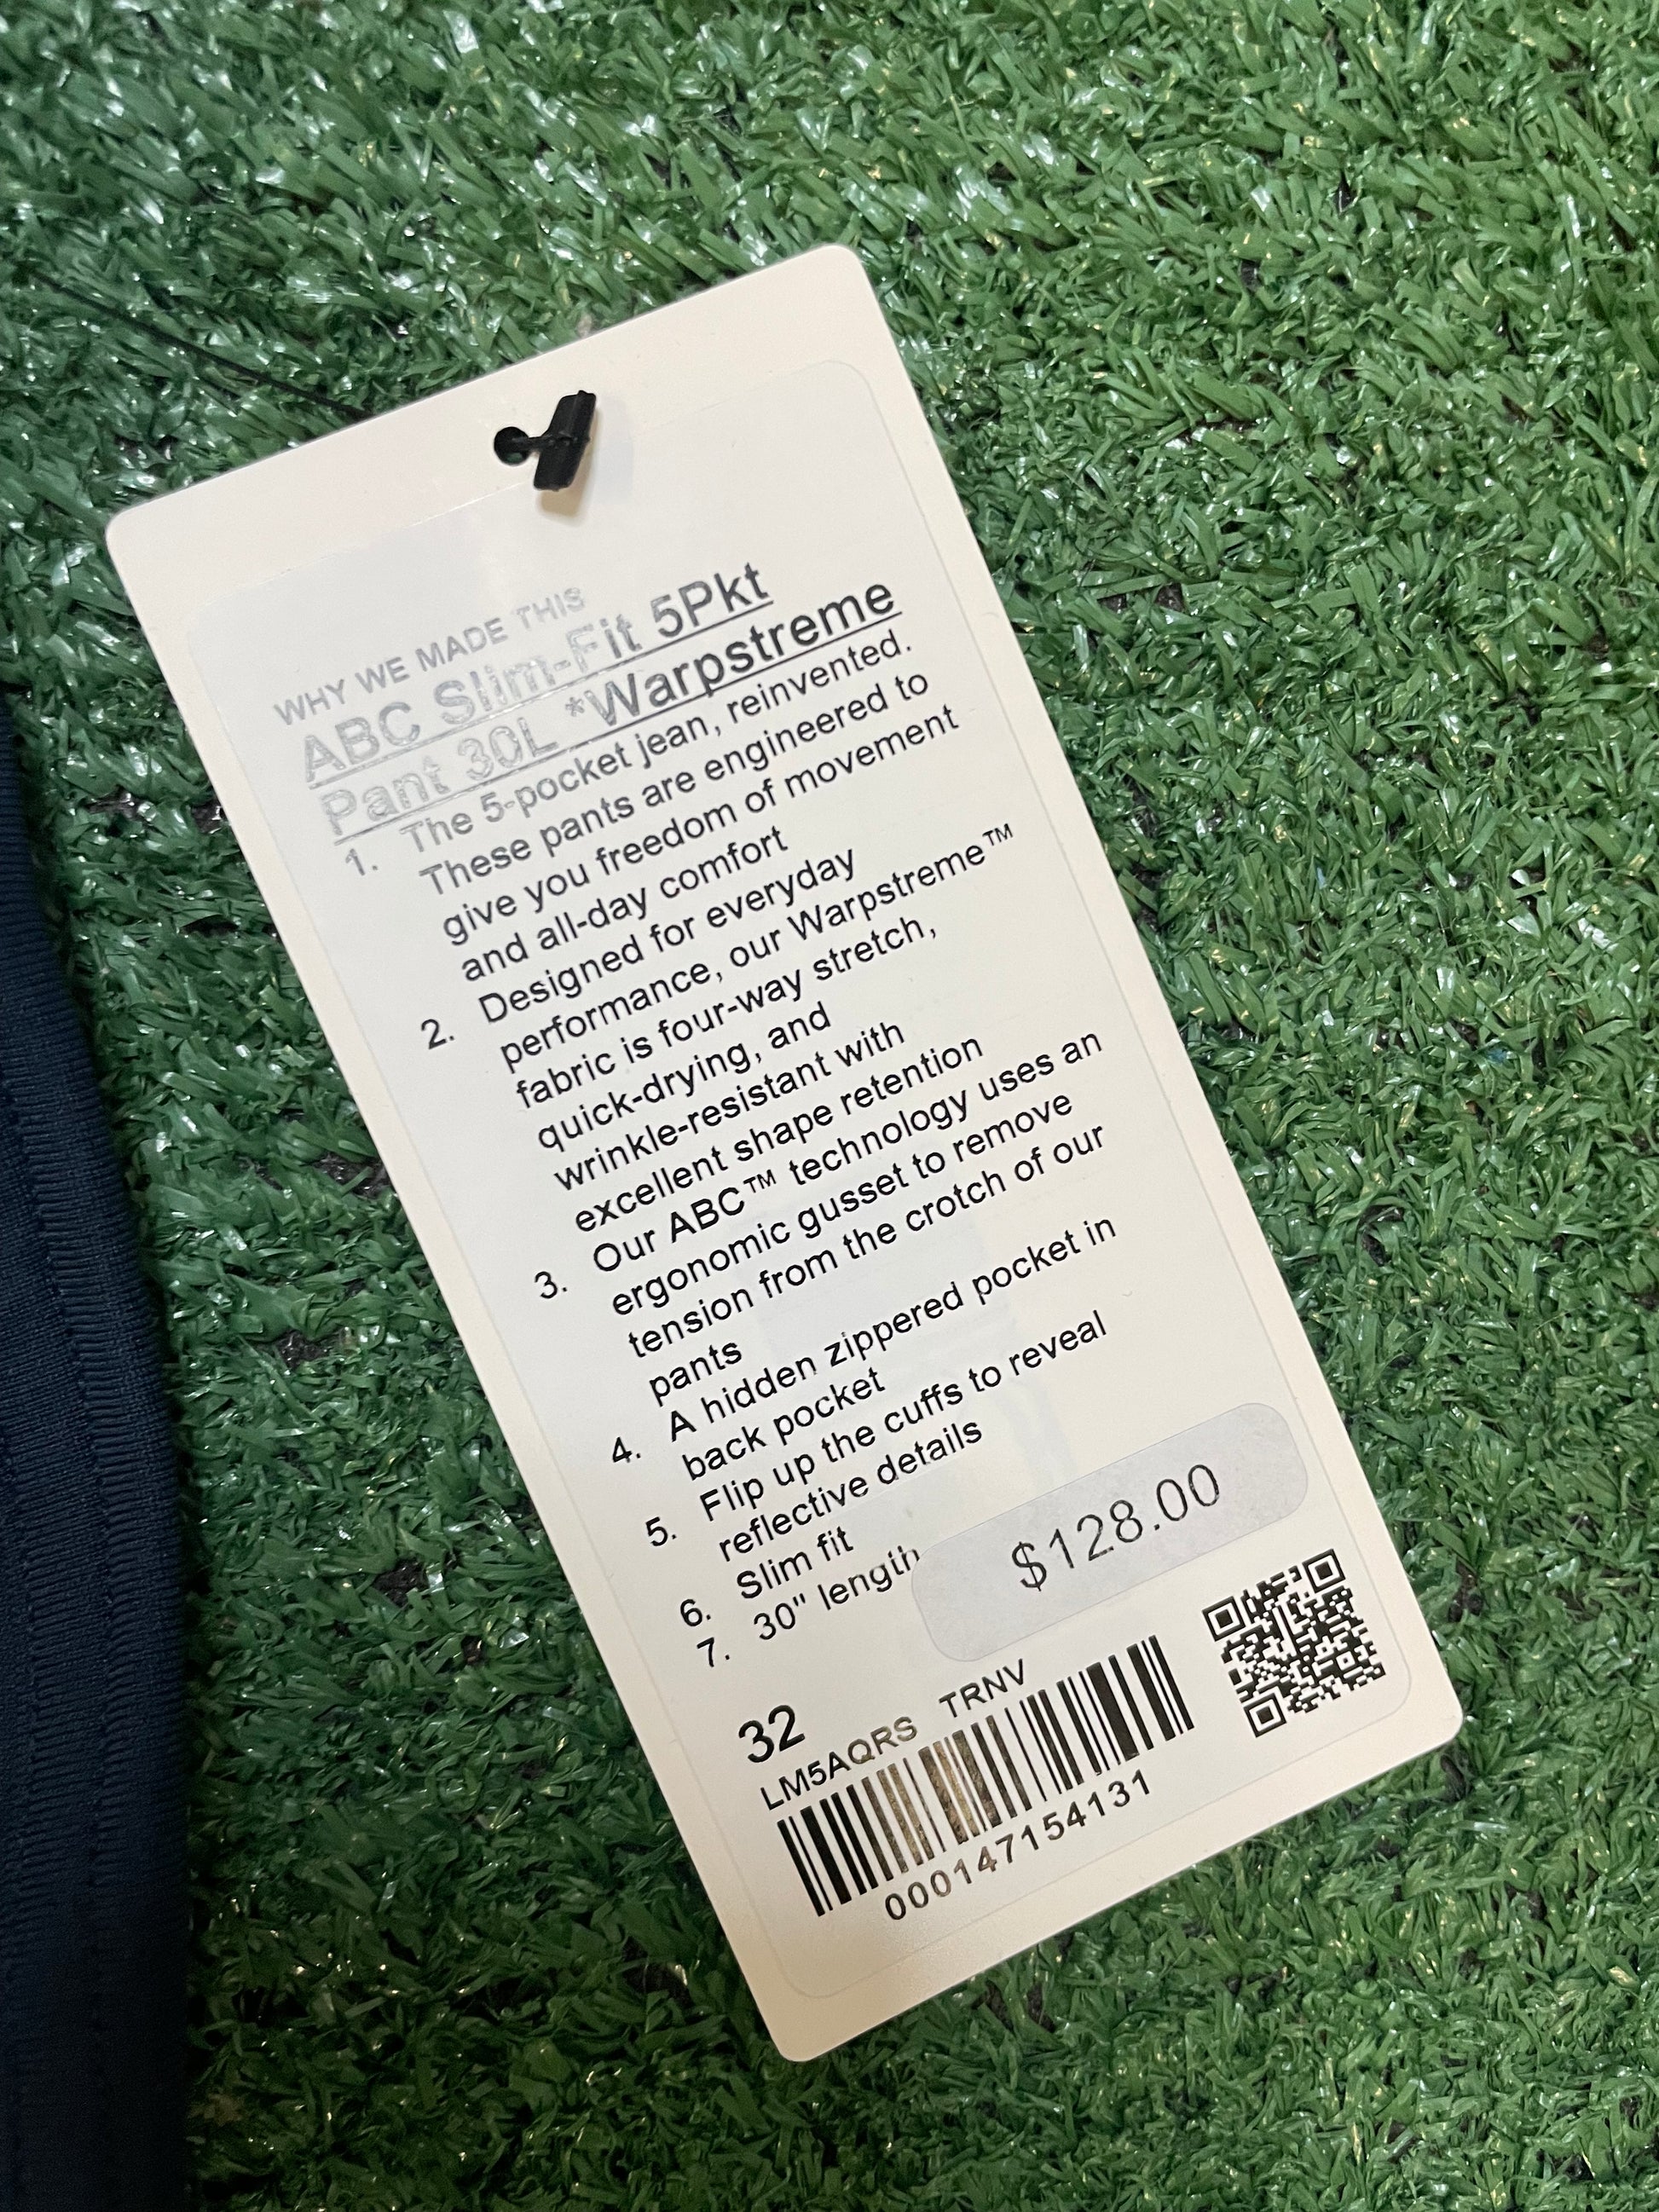 WHY WE MADE THIS
ABC Slim-Fit 5Pkt
Pant 30L *Warpstreme
1. The 5-pocket jean, reinvented.
These pants are engineered to
give you freedom of movement
and all-day comfort
2. Designed for everyday
performance, our Warpstreme™
fabric is four-way stretch,
quick-drying, and
wrinkle-resistant with
excellent shape retention
3. Our ABC™ technology uses an
ergonomic gusset to remove
tension from the crotch of our
pants
4. A hidden zippered pocket in
back pocket
5. Flip up the cuffs to reveal
reflective details
6. Slim fit
7. 30" length
$128.00
32
LM5AQRS TRNV
000147154131